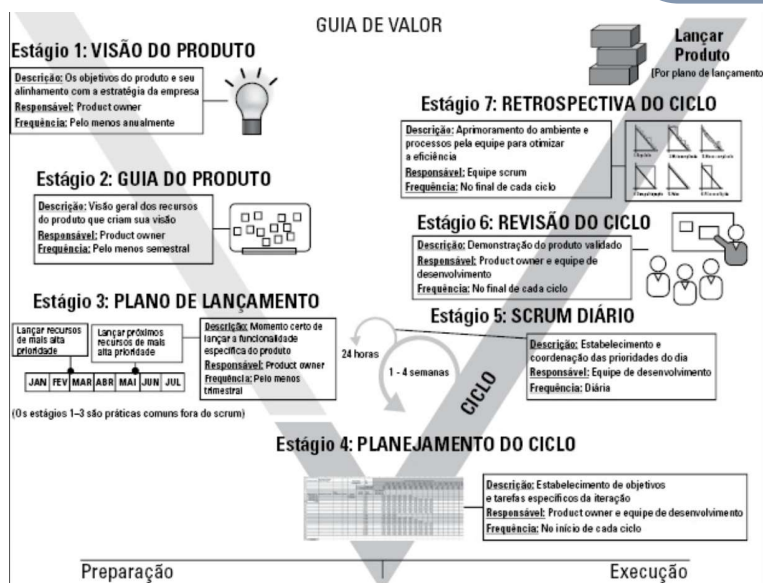 GUIA DE VALOR
Estágio 1: VISÃO DO PRODUTO
Descrição: Os objetivos do produto e seu
alinhamento com a estratégia da empresa
Responsável: Product owner
Frequência: Pelo menos anualmente
Estágio 2: GUIA DO PRODUTO
Descrição: Visão geral dos recursos
do produto que criam sua visão
Responsável: Product owner
Frequência: Pelo menos semestral
Estágio 3: PLANO DE LANÇAMENTO
Lançar recursos
de mais alta
prioridade
Lançar próximos
recursos de mais
alta prioridade
JAN FEV MAR ABR MAI JUN JUL
Descrição: Momento certo de
lançar a funcionalidade
específica do produto
Responsável: Product owner
Frequência: Pelo menos
trimestral
(Os estágios 1–3 são práticas comuns fora do scrum)
Estágio 4: PLANEJAMENTO DO CICLO
Descrição: Estabelecimento de objetivos
e tarefas específicos da iteração
Responsável: Product owner e equipe de desenvolvimento
Frequência: No início de cada ciclo
24 horas
1 - 4 semanas
CICLO
Estágio 5: SCRUM DIÁRIO
Descrição: Estabelecimento e
coordenação das prioridades do dia
Responsável: Equipe de desenvolvimento
Frequência: Diária
Estágio 6: REVISÃO DO CICLO
Descrição: Demonstração do produto validado
Responsável: Product owner e equipe de
desenvolvimento
Frequência: No final de cada ciclo
Estágio 7: RETROSPECTIVA DO CICLO
Descrição: Aprimoramento do ambiente e
processos pela equipe para otimizar
a eficiência
Responsável: Equipe scrum
Frequência: No final de cada ciclo
Lançar
Produto
(Por plano de lançamento
Preparação
Execução